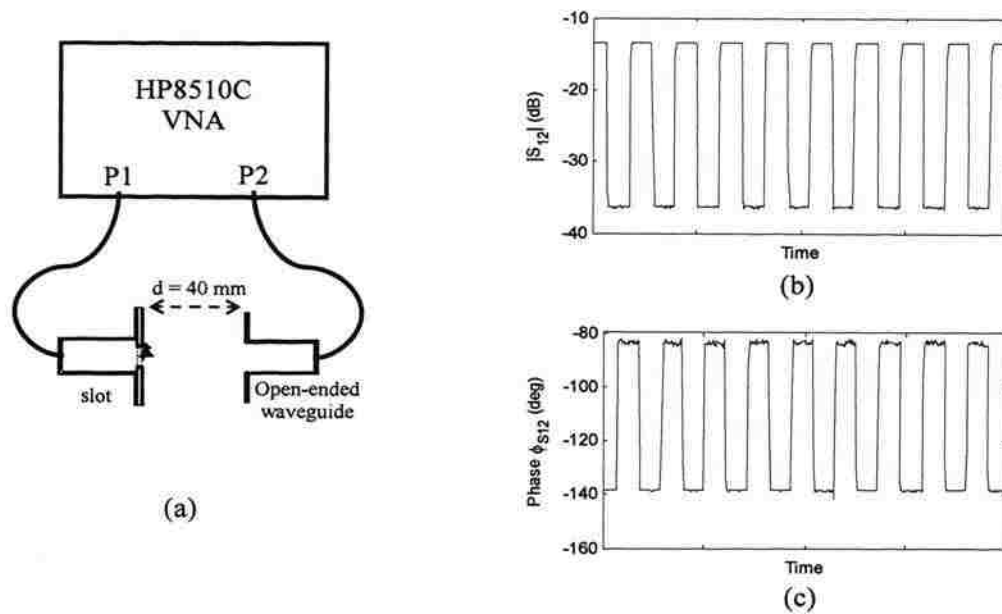 HP8510C
VNA
P1 P2
d = 40 mm
slot
Open-ended
waveguide
(a)
-10
-20
-30
-40
|S12| (dB)
Time
(b)
-80
-100
-120
-140
-160
Phase ϕS12 (deg)
Time
(c)